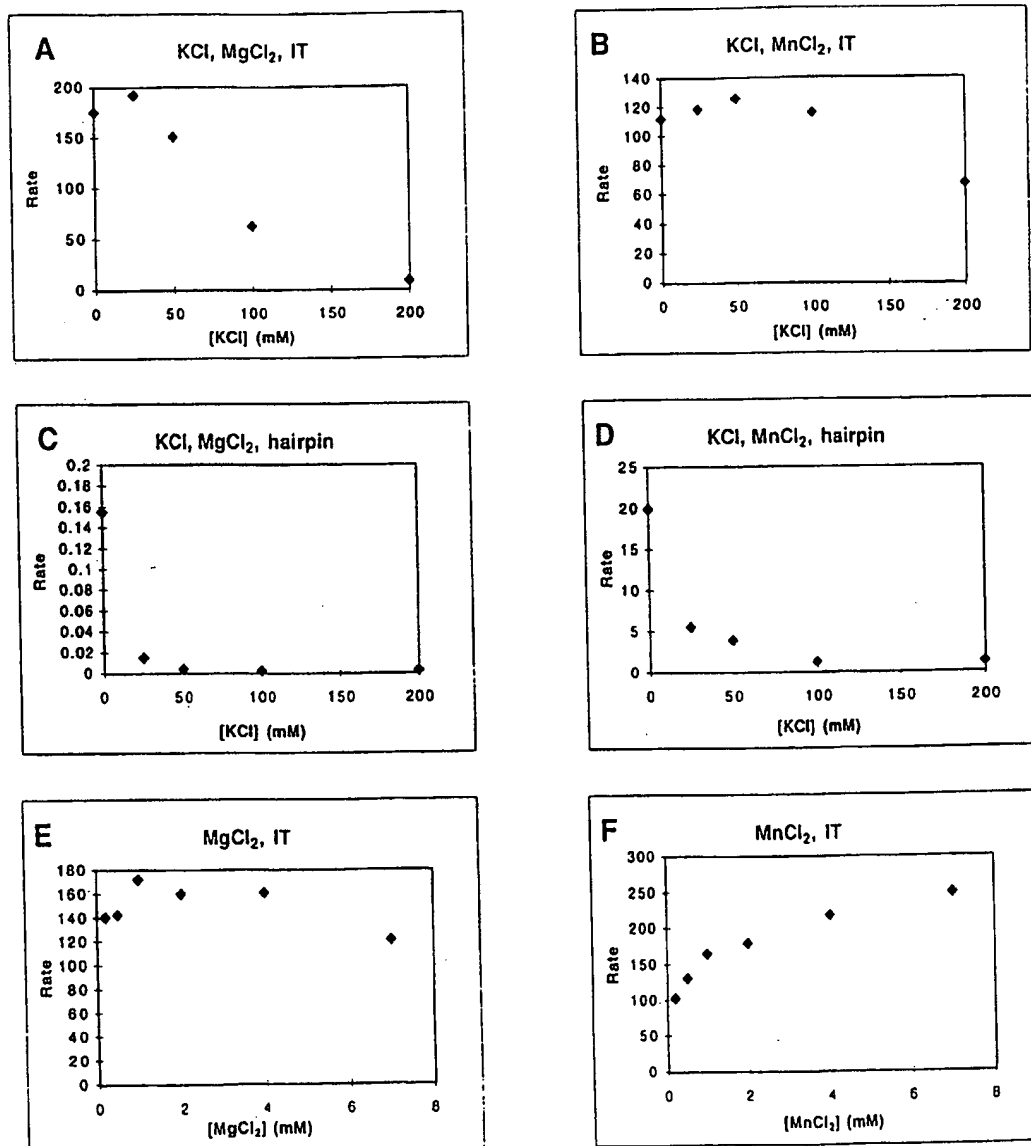 A
KCl, MgCl₂, IT
200
150
100
50
0
Rate
0 50 100 150 200
[KCl] (mM)
B
KCl, MnCl₂, IT
140
120
100
80
60
40
20
0
Rate
0 50 100 150 200
[KCl] (mM)
C
KCl, MgCl₂, hairpin
0.2
0.18
0.16
0.14
0.12
0.1
0.08
0.06
0.04
0.02
0
Rate
0 50 100 150 200
[KCl] (mM)
D
KCl, MnCl₂, hairpin
25
20
15
10
5
0
Rate
0 50 100 150 200
[KCl] (mM)
E
MgCl₂, IT
180
160
140
120
100
80
60
40
20
0
Rate
0 2 4 6 8
[MgCl₂] (mM)
F
MnCl₂, IT
300
250
200
150
100
50
0
Rate
0 2 4 6 8
[MnCl₂] (mM)